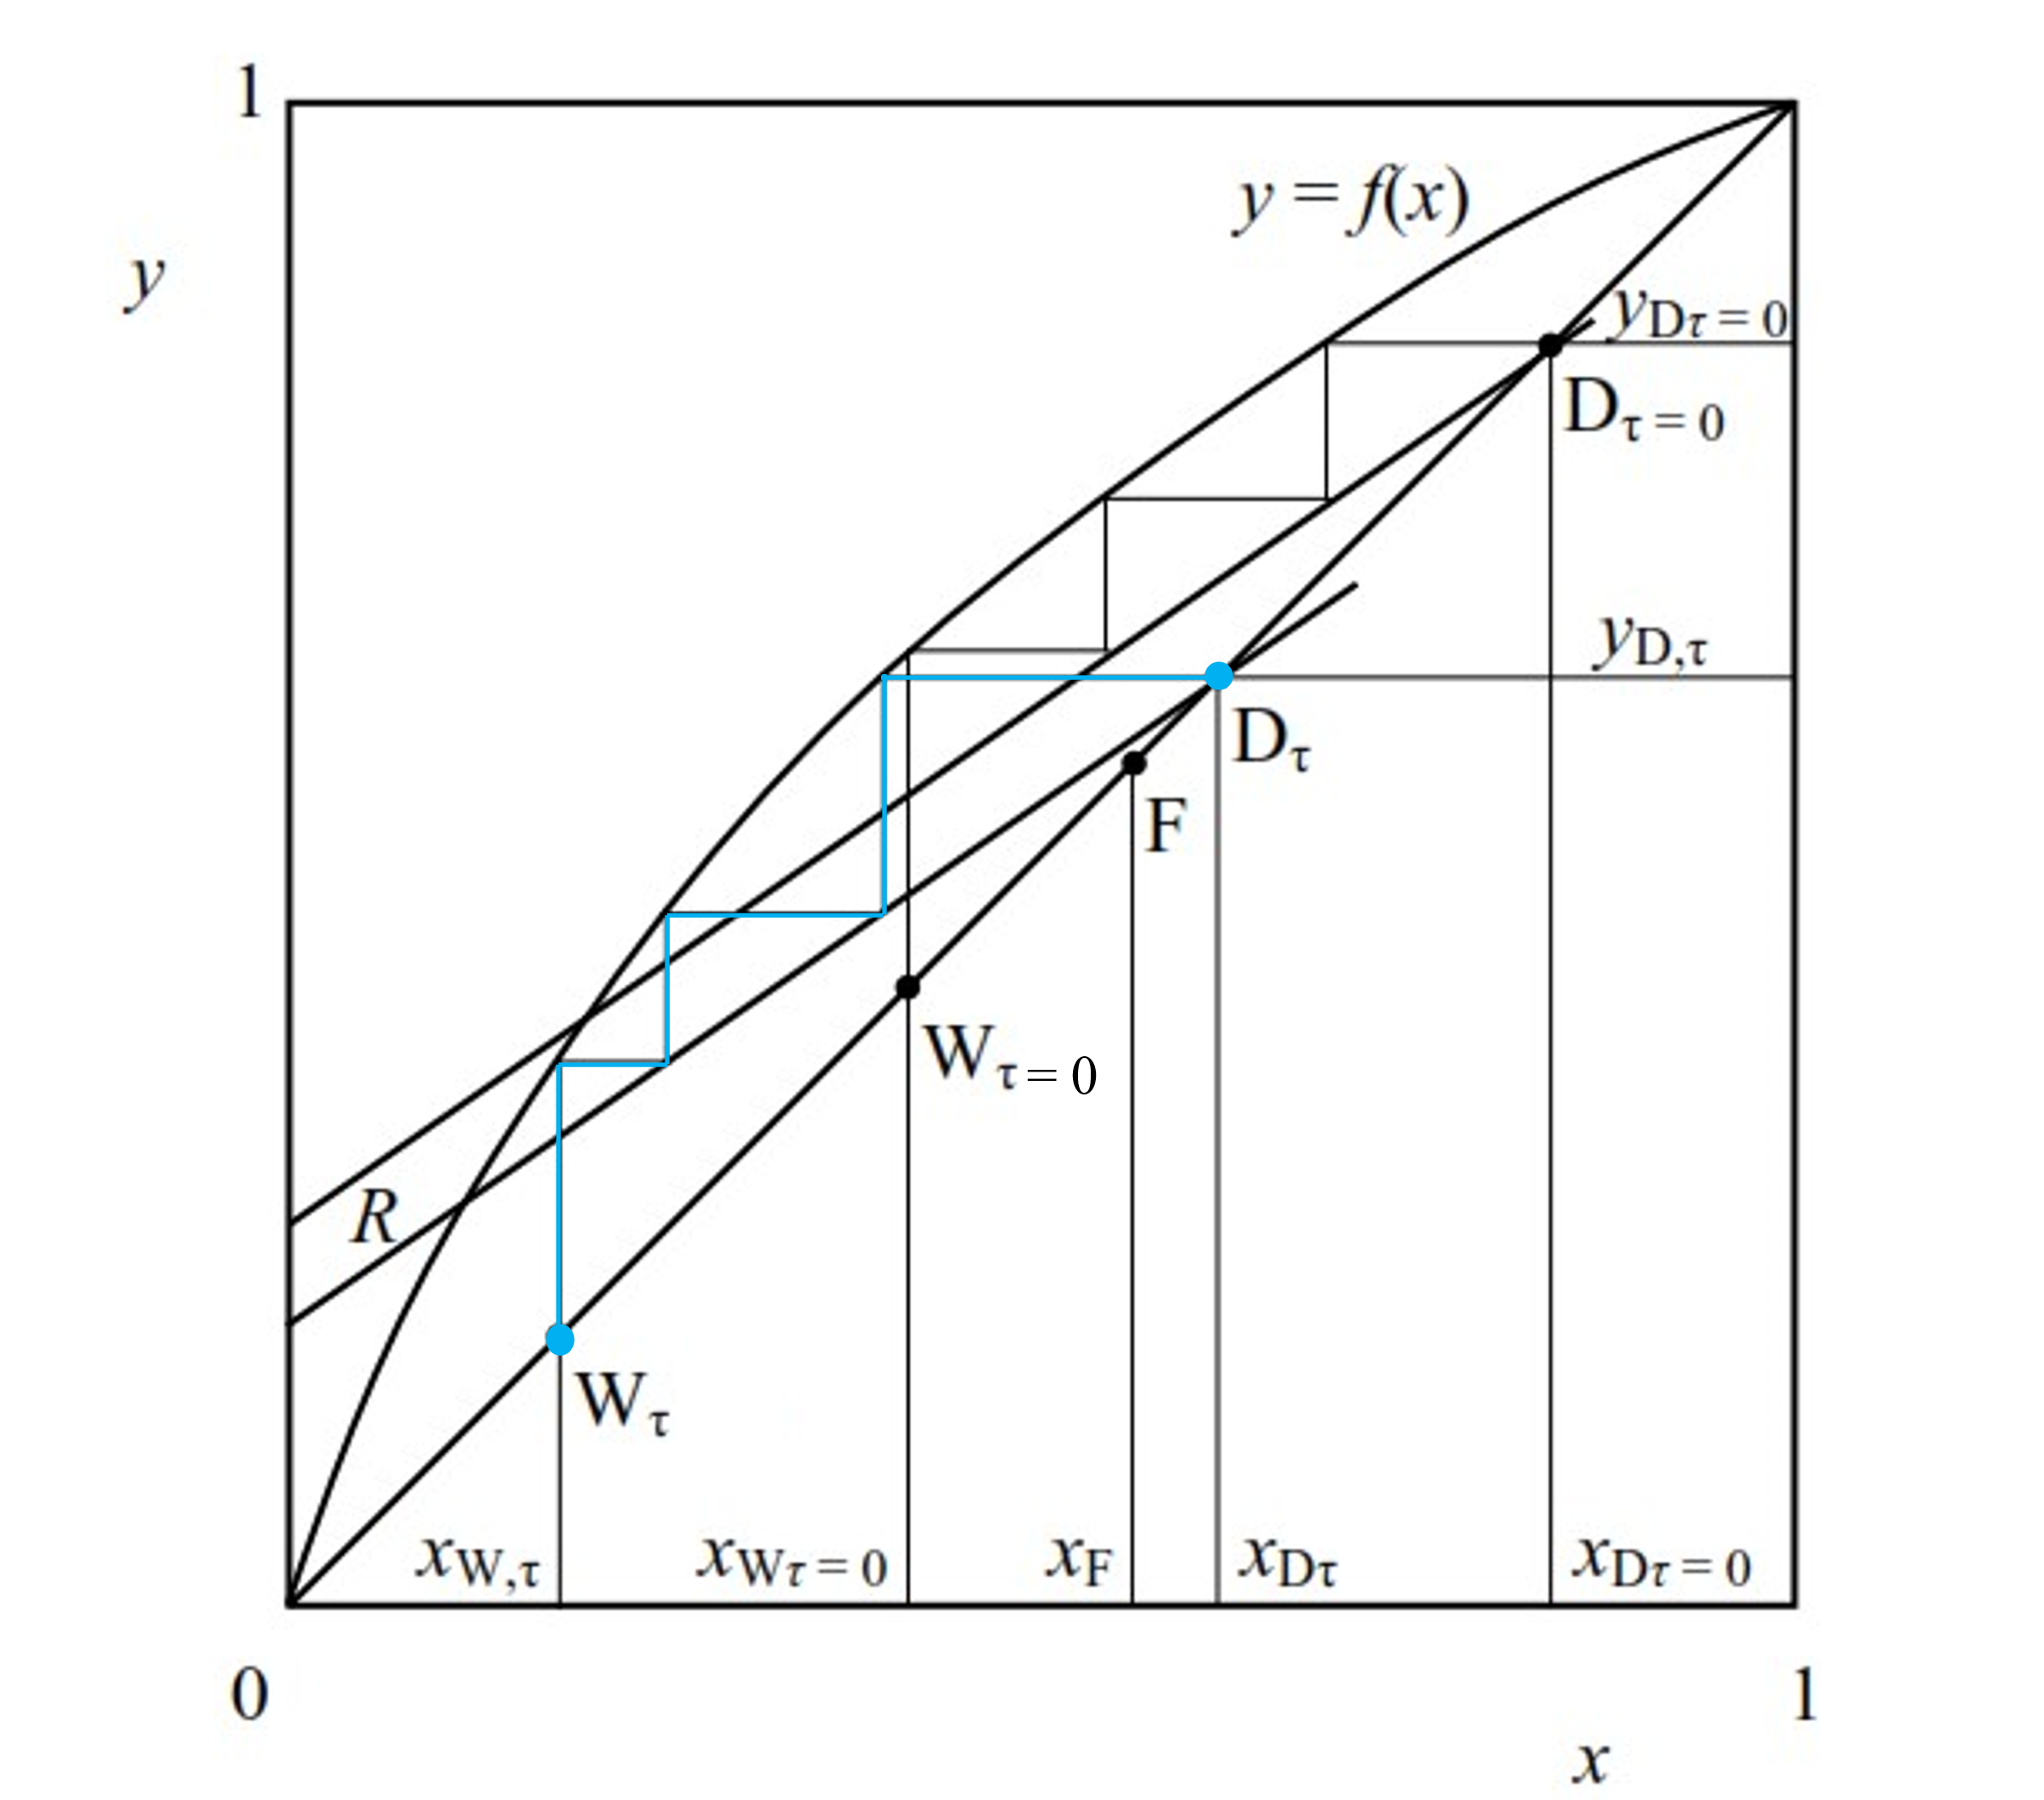 1
y = f(x)
y
yDτ = 0
Dτ = 0
yD,τ
Dτ
F
Wτ = 0
R
Wτ
xW,τ
xWτ = 0
xF
xDτ
xDτ = 0
0
1
x